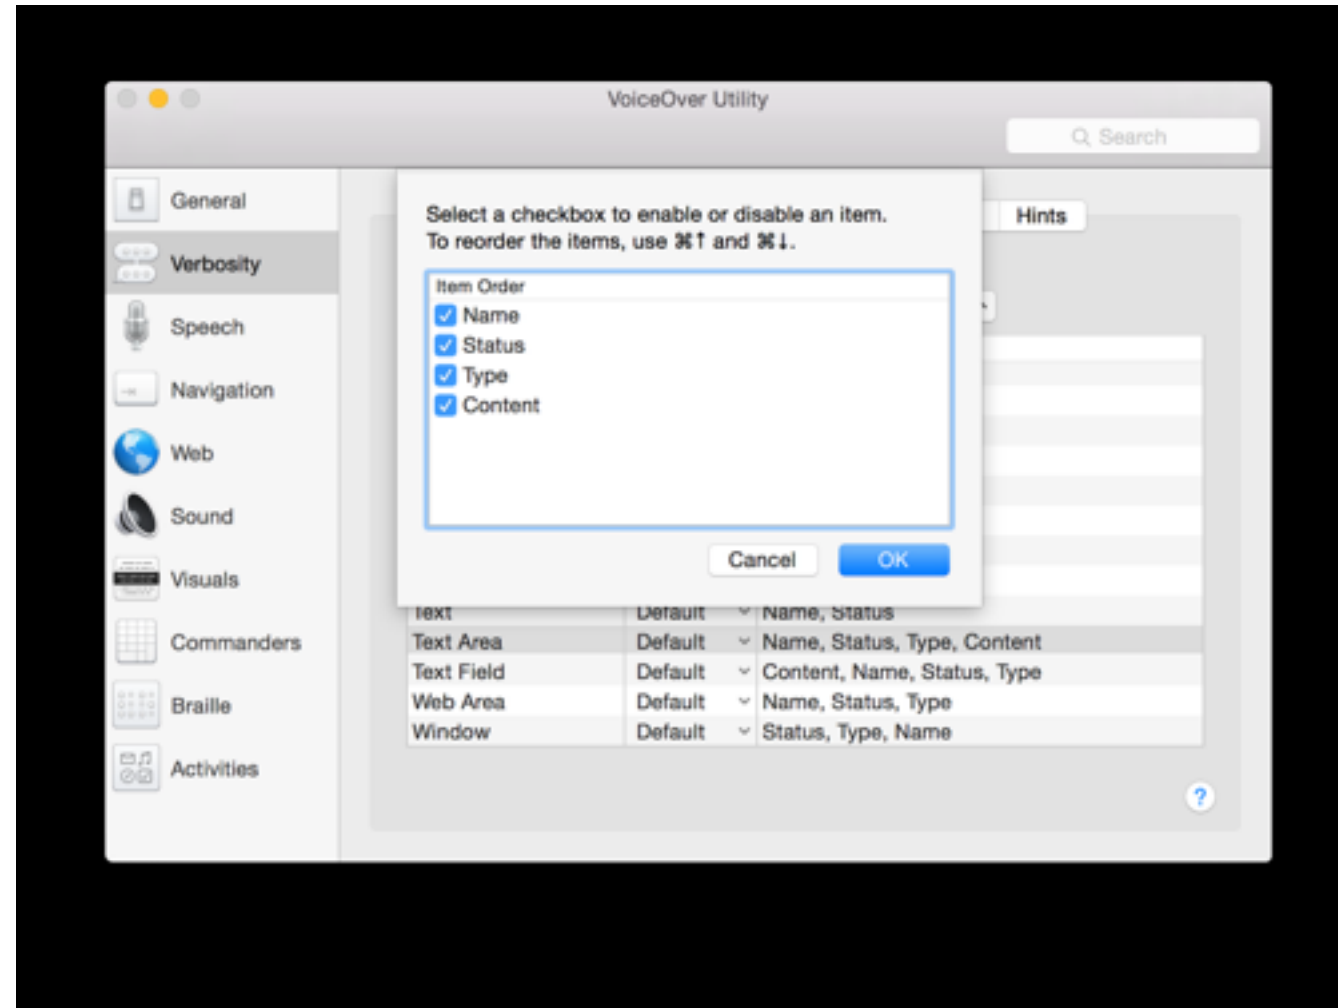 VoiceOver Utility
Search
General
Verbosity
Speech
Navigation
Web
Sound
Visuals
Commanders
Braille
Activities
Select a checkbox to enable or disable an item.
To reorder the items, use ⌘↑ and ⌘↓.
Item Order
Name
Status
Type
Content
Cancel OK
Hints
Text Default Name, Status
Text Area Default Name, Status, Type, Content
Text Field Default Content, Name, Status, Type
Web Area Default Name, Status, Type
Window Default Status, Type, Name
?